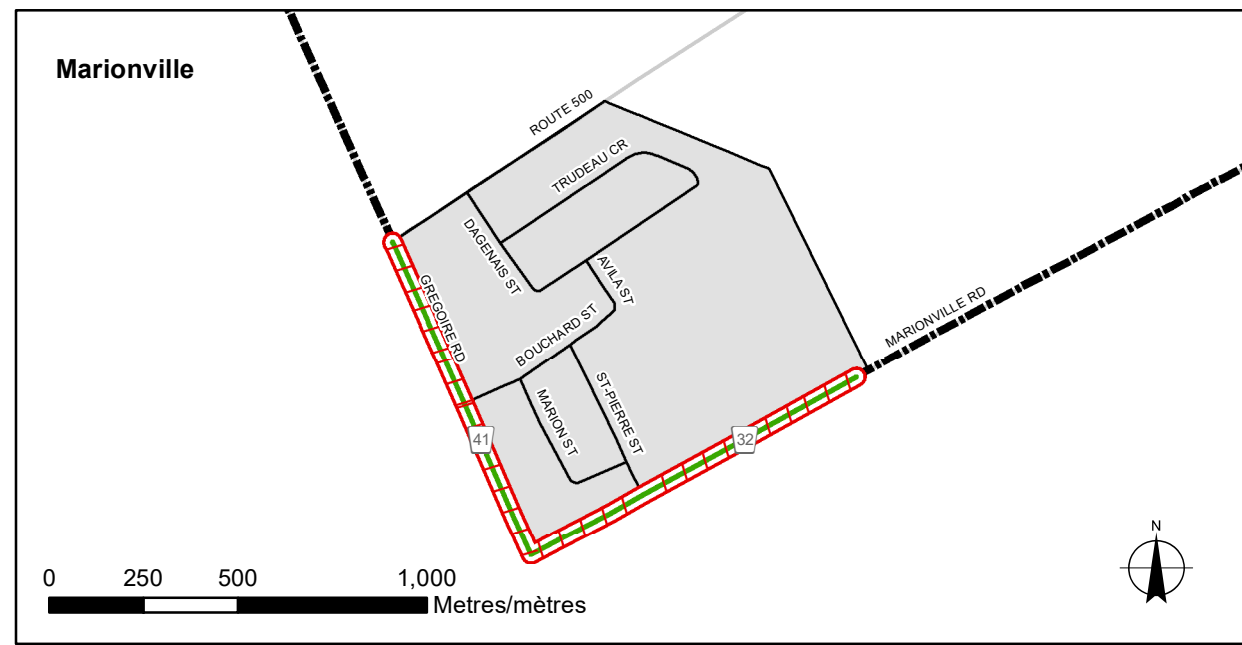 Marionville
ROUTE 500
TRUDEAU CR
DAGENAIS ST
AVILA ST
GREGOIRE RD
MARIONVILLE RD
BOUCHARD ST
MARION ST
ST-PIERRE ST
41
32
N
0 250 500 1,000
Metres/mètres